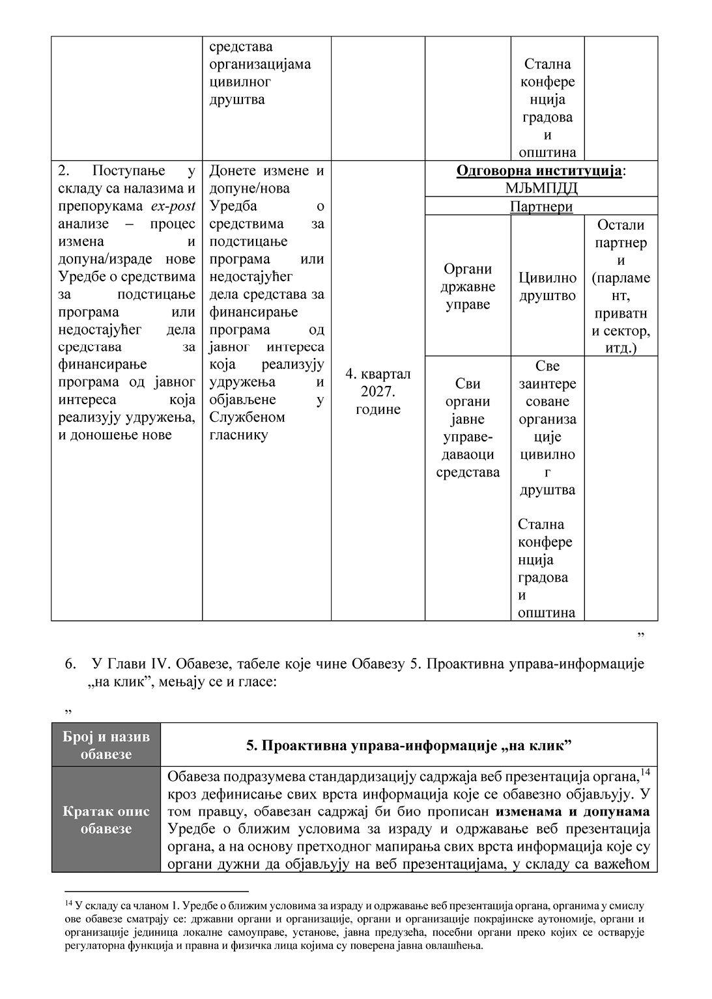 средстава
организацијама
цивилног
друштва
Стална
конфере
нција
градова
и
општина
2. Поступање у
складу са налазима и
препорукама ex-post
анализе – процес
измена и
допуна/израде нове
Уредбе о средствима
за подстицање
програма или
недостајућег дела
средстава за
финансирање
програма од јавног
интереса која
реализују удружења,
и доношење нове
Донете измене и
допуне/нова
Уредба о
средствима за
подстицање
програма или
недостајућег
дела средстава за
финансирање
програма од
јавног интереса
која реализују
удружења и
објављене у
Службеном
гласнику
4. квартал
2027.
године
Одговорна институција:
МЉМПДД
Партнери
Органи
државне
управе
Цивилно
друштво
Остали
партнер
и
(парламе
нт,
приватн
и сектор,
итд.)
Сви
органи
јавне
управе-
даваоци
средстава
Све
заинтере
соване
организа
ције
цивилно
г
друштва
Стална
конфере
нција
градова
и
општина
”
6. У Глави IV. Обавезе, табеле које чине Обавезу 5. Проактивна управа-информације
„на клик”, мењају се и гласе:
”
Број и назив
обавезе
5. Проактивна управа-информације „на клик”
Кратак опис
обавезе
Обавеза подразумева стандардизацију садржаја веб презентација органа,14
кроз дефинисање свих врста информација које се обавезно објављују. У
том правцу, обавезан садржај би био прописан изменама и допунама
Уредбе о ближим условима за израду и одржавање веб презентација
органа, а на основу претходног мапирања свих врста информација које су
органи дужни да објављују на веб презентацијама, у складу са важећом
14 У складу са чланом 1. Уредбе о ближим условима за израду и одржавање веб презентација органа, органима у смислу
ове обавезе сматрају се: државни органи и организације, органи и организације покрајинске аутономије, органи и
организације јединица локалне самоуправе, установе, јавна предузећа, посебни органи преко којих се остварује
регулаторна функција и правна и физичка лица којима су поверена јавна овлашћења.